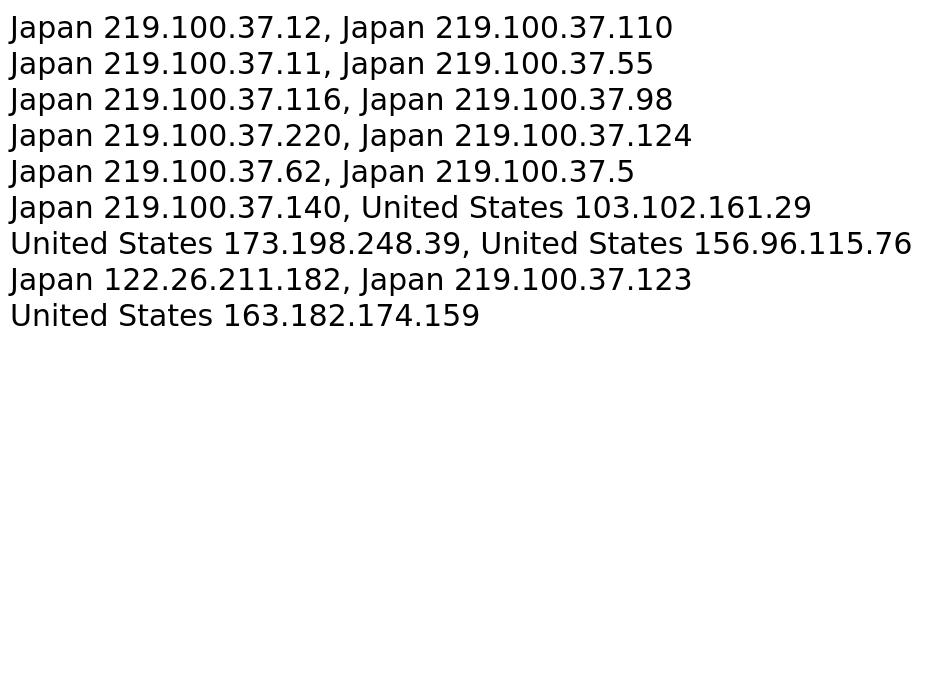 Japan 219.100.37.12, Japan 219.100.37.110
Japan 219.100.37.11, Japan 219.100.37.55
Japan 219.100.37.116, Japan 219.100.37.98
Japan 219.100.37.220, Japan 219.100.37.124
Japan 219.100.37.62, Japan 219.100.37.5
Japan 219.100.37.140, United States 103.102.161.29
United States 173.198.248.39, United States 156.96.115.76
Japan 122.26.211.182, Japan 219.100.37.123
United States 163.182.174.159